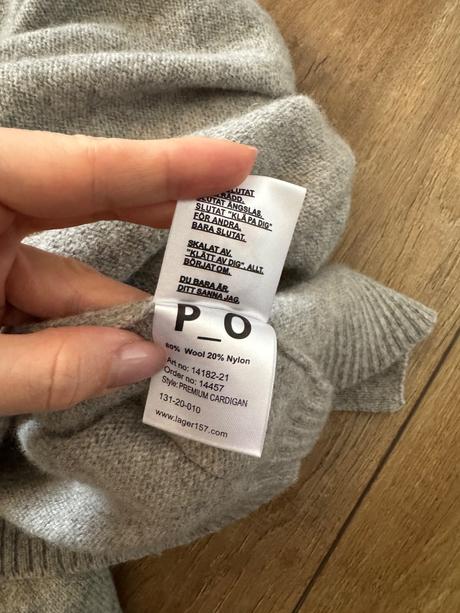 SLUTAT
RÄDD.
SLUTAT ÄNGSLAS.
SLUTAT "KLÄ PÅ DIG"
FÖR ANDRA.
BARA SLUTAT.
SKALAT AV.
"KLÄTT AV DIG". ALLT.
BÖRJAT OM.
DU BARA ÄR.
DITT SANNA JAG.
P_O
80% Wool 20% Nylon
Art no: 14182-21
Order no: 14457
Style: PREMIUM CARDIGAN
131-20-010
www.lager157.com